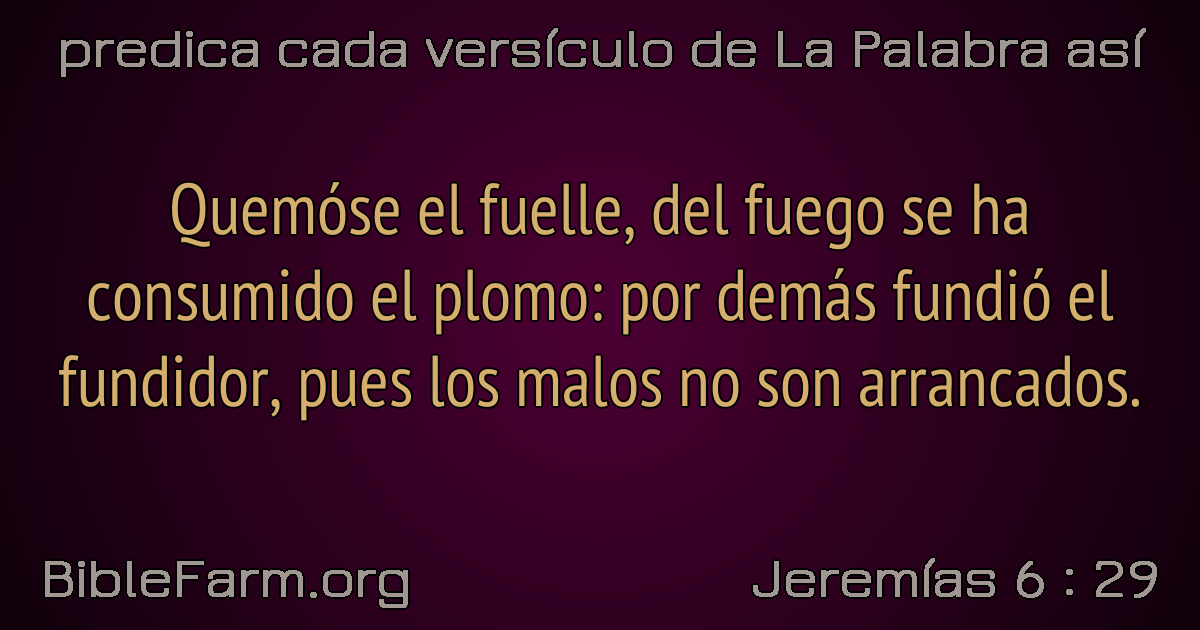 predica cada versículo de La Palabra así
Quemóse el fuelle, del fuego se ha
consumido el plomo: por demás fundió el
fundidor, pues los malos no son arrancados.
BibleFarm.org
Jeremías 6 : 29